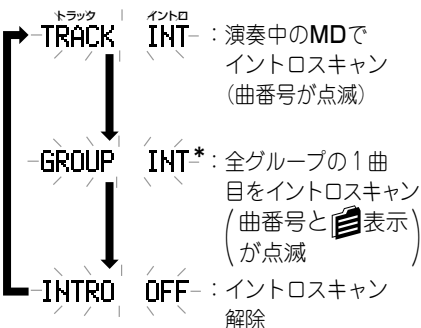 トラック イントロ
TRACK INT : 演奏中のMDで
イントロスキャン
(曲番号が点滅)
GROUP INT* : 全グループの1曲
目をイントロスキャン
(曲番号と 表示
が点滅)
INTRO OFF : イントロスキャン
解除